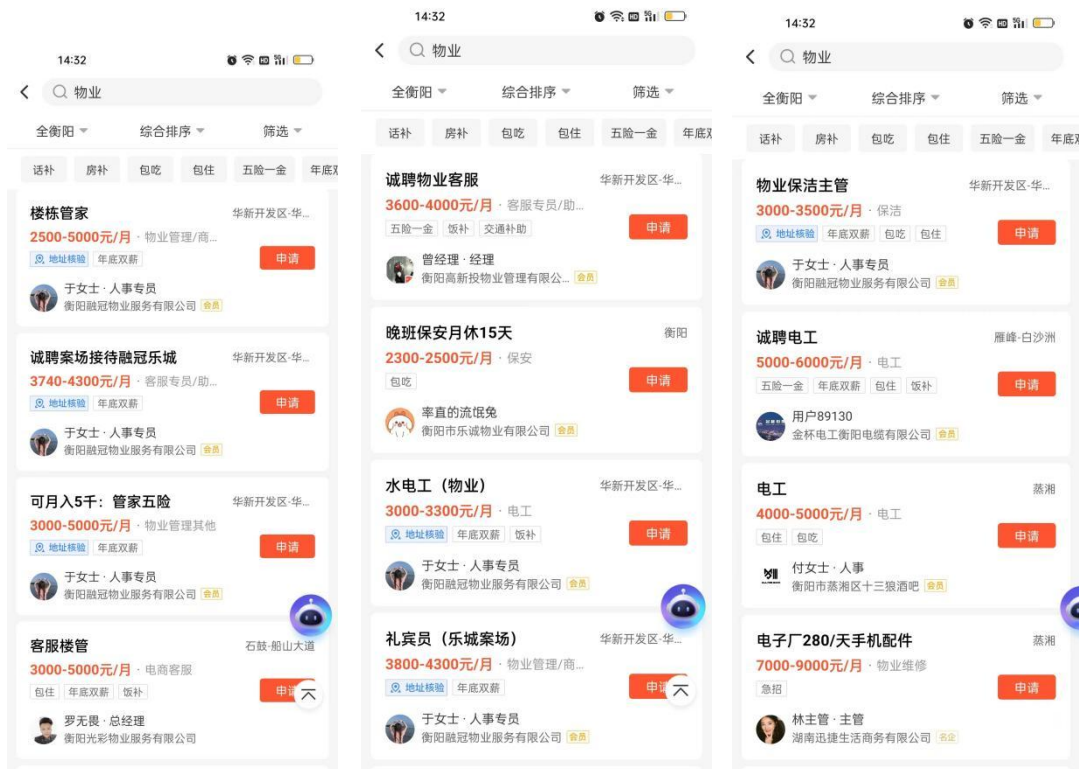 14:32
物业
全衡阳
综合排序
筛选
话补
房补
包吃
包住
五险一金
楼栋管家
华新开发区-华...
2500-5000元/月 · 物业管理/商...
地址核验
年底双薪
申请
于女士 · 人事专员
衡阳融冠物业服务有限公司 会员
诚聘案场接待融冠乐城
华新开发区-华...
3740-4300元/月 · 客服专员/助...
地址核验
年底双薪
申请
于女士 · 人事专员
衡阳融冠物业服务有限公司 会员
可月入5千：管家五险
华新开发区-华...
3000-5000元/月 · 物业管理其他
地址核验
年底双薪
申请
于女士 · 人事专员
衡阳融冠物业服务有限公司 会员
客服楼管
石鼓-船山大道
3000-5000元/月 · 电商客服
包住
年底双薪
饭补
罗无畏 · 总经理
衡阳光彩物业服务有限公司
14:32
物业
全衡阳
综合排序
筛选
话补
房补
包吃
包住
五险一金
诚聘物业客服
华新开发区-华...
3600-4000元/月 · 客服专员/助...
五险一金
饭补
交通补助
申请
曾经理 · 经理
衡阳高新投物业管理有限公... 会员
晚班保安月休15天
衡阳
2300-2500元/月 · 保安
包吃
申请
率直的流氓兔
衡阳市乐诚物业有限公司 会员
水电工（物业）
华新开发区-华...
3000-3300元/月 · 电工
地址核验
年底双薪
饭补
申请
于女士 · 人事专员
衡阳融冠物业服务有限公司 会员
礼宾员（乐城案场）
华新开发区-华...
3800-4300元/月 · 物业管理/商...
地址核验
年底双薪
于女士 · 人事专员
衡阳融冠物业服务有限公司 会员
14:32
物业
全衡阳
综合排序
筛选
话补
房补
包吃
包住
五险一金
物业保洁主管
华新开发区-华...
3000-3500元/月 · 保洁
地址核验
年底双薪
包吃
包住
申请
于女士 · 人事专员
衡阳融冠物业服务有限公司 会员
诚聘电工
雁峰-白沙洲
5000-6000元/月 · 电工
五险一金
年底双薪
包住
饭补
申请
用户89130
金杯电工衡阳电缆有限公司 会员
电工
蒸湘
4000-5000元/月 · 电工
包住
包吃
申请
付女士 · 人事
衡阳市蒸湘区十三狼酒吧 会员
电子厂280/天手机配件
蒸湘
7000-9000元/月 · 物业维修
急招
申请
林主管 · 主管
湖南迅捷生活商务有限公司 名企